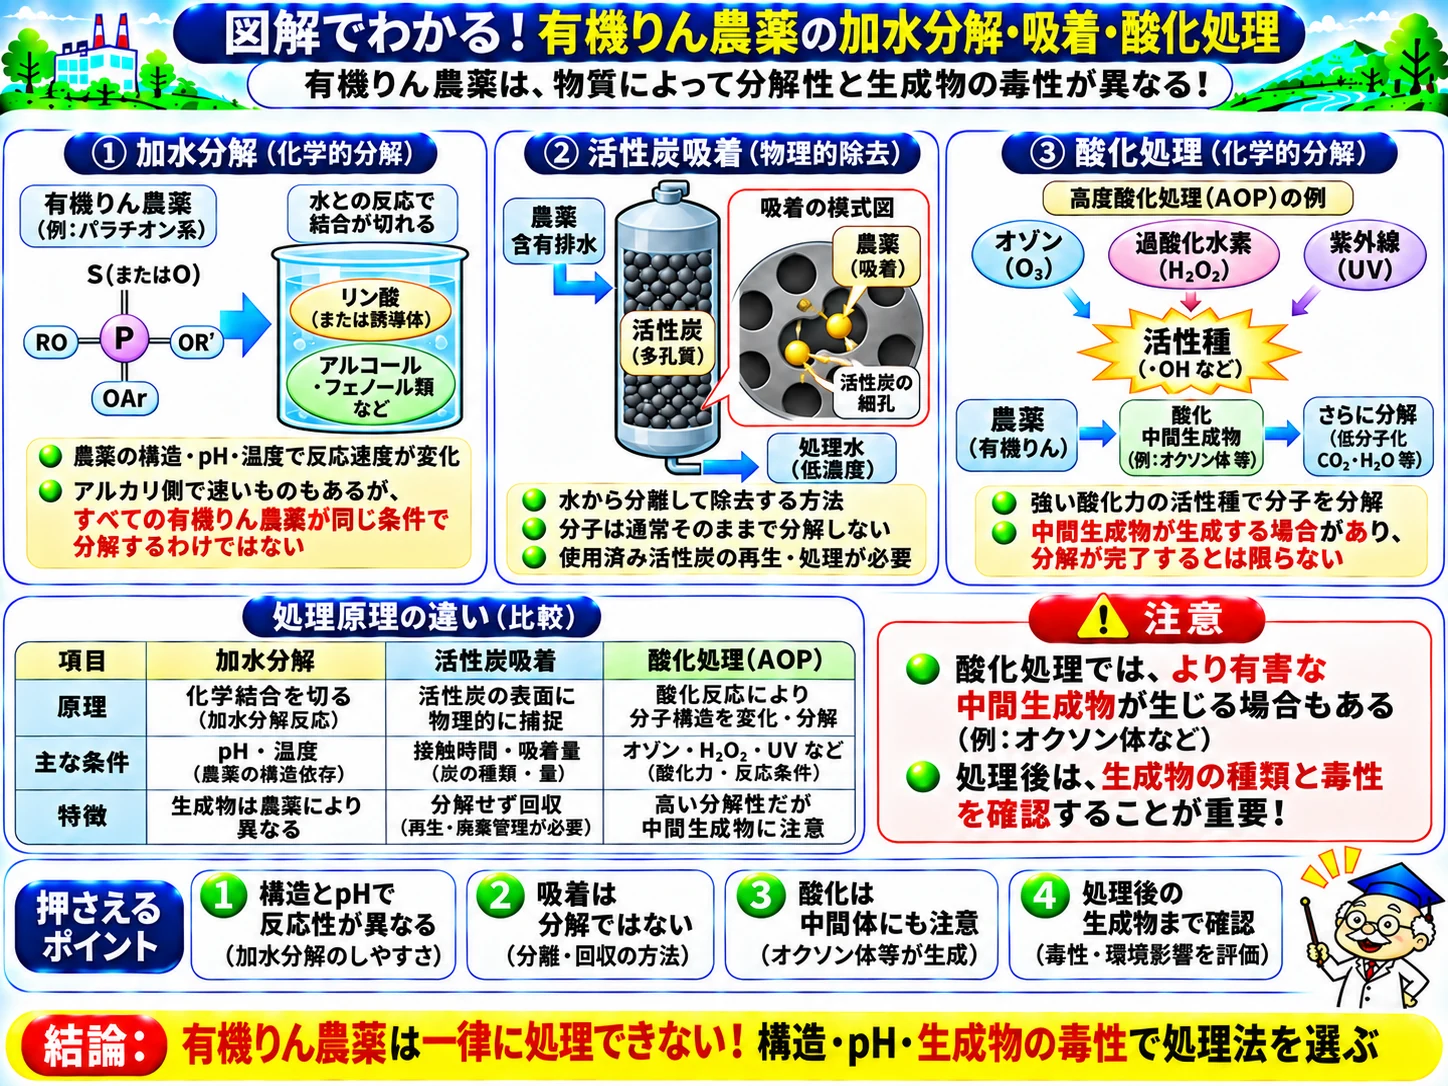 図解でわかる！有機りん農薬の加水分解・吸着・酸化処理
有機りん農薬は、物質によって分解性と生成物の毒性が異なる！
① 加水分解（化学的分解）
有機りん農薬
（例：パラチオン系）
水との反応で
結合が切れる
S（またはO）
RO
P
OR'
OAr
リン酸
（または誘導体）
アルコール
・フェノール類
など
農薬の構造・pH・温度で反応速度が変化
アルカリ側で速いものもあるが、
すべての有機りん農薬が同じ条件で
分解するわけではない
② 活性炭吸着（物理的除去）
農薬
含有排水
活性炭
（多孔質）
吸着の模式図
農薬
（吸着）
活性炭の
細孔
処理水
（低濃度）
水から分離して除去する方法
分子は通常そのままで分解しない
使用済み活性炭の再生・処理が必要
③ 酸化処理（化学的分解）
高度酸化処理（AOP）の例
オゾン
（O₃）
過酸化水素
（H₂O₂）
紫外線
（UV）
活性種
（・OH など）
農薬
（有機りん）
酸化
中間生成物
（例：オクソン体 等）
さらに分解
（低分子化
CO₂・H₂O 等）
強い酸化力の活性種で分子を分解
中間生成物が生成する場合があり、
分解が完了するとは限らない
処理原理の違い（比較）
項目 加水分解 活性炭吸着 酸化処理（AOP）
原理
化学結合を切る
（加水分解反応）
活性炭の表面に
物理的に捕捉
酸化反応により
分子構造を変化・分解
主な条件
pH・温度
（農薬の構造依存）
接触時間・吸着量
（炭の種類・量）
オゾン・H₂O₂・UV など
（酸化力・反応条件）
特徴
生成物は農薬により
異なる
分解せず回収
（再生・廃棄管理が必要）
高い分解性だが
中間生成物に注意
注意
酸化処理では、より有害な
中間生成物が生じる場合もある
（例：オクソン体など）
処理後は、生成物の種類と毒性
を確認することが重要！
押さえる
ポイント
1 構造とpHで
反応性が異なる
（加水分解のしやすさ）
2 吸着は
分解ではない
（分離・回収の方法）
3 酸化は
中間体にも注意
（オクソン体等が生成）
4 処理後の
生成物まで確認
（毒性・環境影響を評価）
結論： 有機りん農薬は一律に処理できない！ 構造・pH・生成物の毒性で処理法を選ぶ